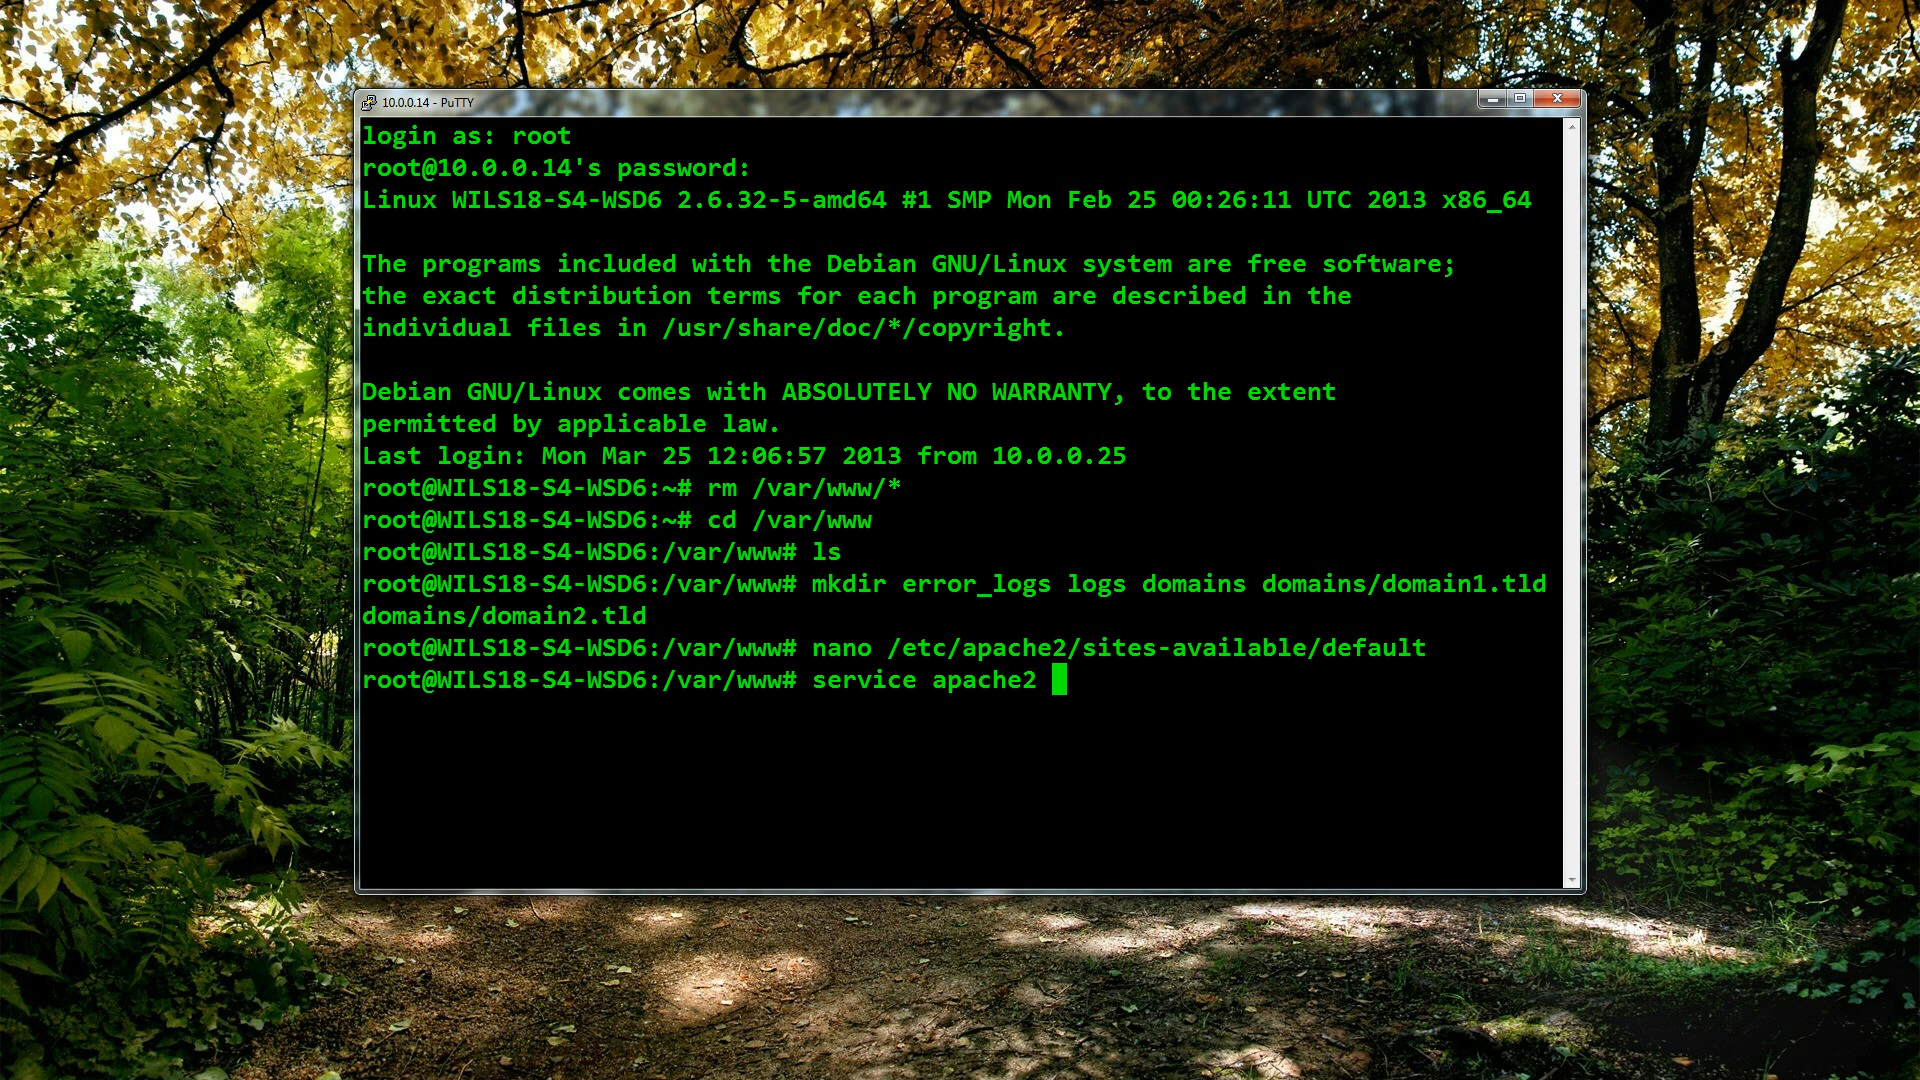 10.0.0.14 - PuTTY
login as: root
root@10.0.0.14's password:
Linux WILS18-S4-WSD6 2.6.32-5-amd64 #1 SMP Mon Feb 25 00:26:11 UTC 2013 x86_64
The programs included with the Debian GNU/Linux system are free software;
the exact distribution terms for each program are described in the
individual files in /usr/share/doc/*/copyright.
Debian GNU/Linux comes with ABSOLUTELY NO WARRANTY, to the extent
permitted by applicable law.
Last login: Mon Mar 25 12:06:57 2013 from 10.0.0.25
root@WILS18-S4-WSD6:~# rm /var/www/*
root@WILS18-S4-WSD6:~# cd /var/www
root@WILS18-S4-WSD6:/var/www# ls
root@WILS18-S4-WSD6:/var/www# mkdir error_logs logs domains domains/domain1.tld
domains/domain2.tld
root@WILS18-S4-WSD6:/var/www# nano /etc/apache2/sites-available/default
root@WILS18-S4-WSD6:/var/www# service apache2